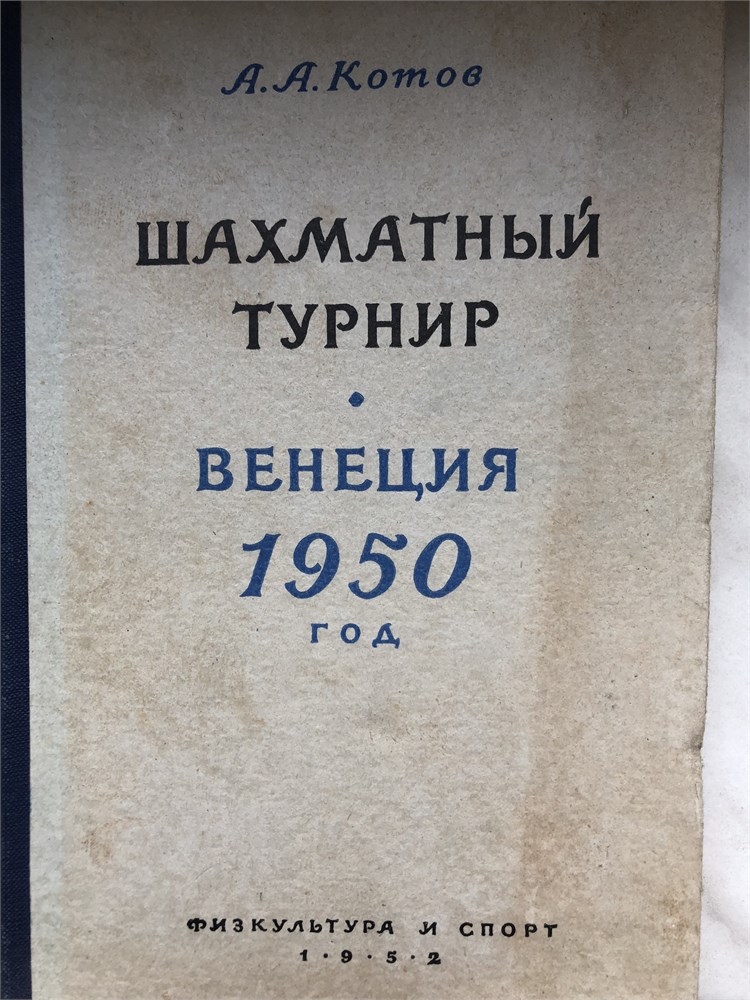 А. А. Котов
ШАХМАТНЫЙ
ТУРНИР
•
ВЕНЕЦИЯ
1950
ГОД
ФИЗКУЛЬТУРА И СПОРТ
1 • 9 • 5 • 2